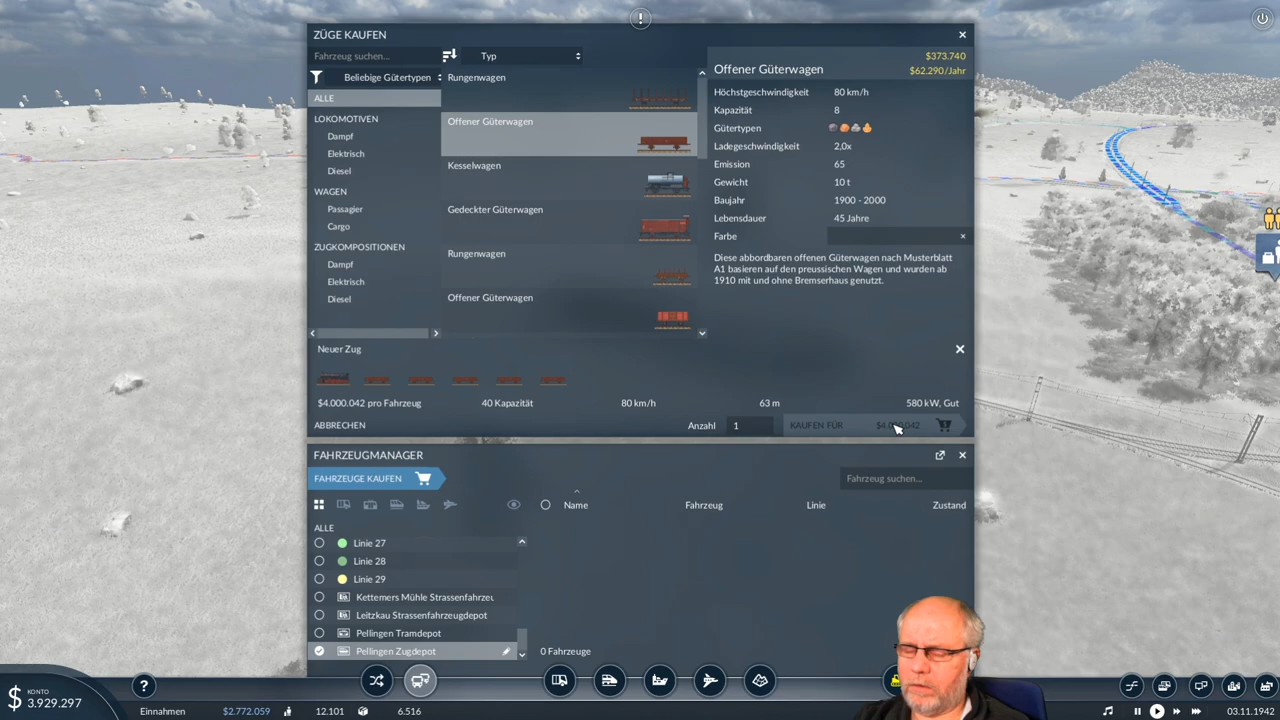 !
ZÜGE KAUFEN
Fahrzeug suchen...
Typ
Beliebige Gütertypen
ALLE
LOKOMOTIVEN
Dampf
Elektrisch
Diesel
WAGEN
Passagier
Cargo
ZUGKOMPOSITIONEN
Dampf
Elektrisch
Diesel
Rungenwagen
Offener Güterwagen
Kesselwagen
Gedeckter Güterwagen
Rungenwagen
Offener Güterwagen
$373.740
Offener Güterwagen
$62.290/Jahr
Höchstgeschwindigkeit 80 km/h
Kapazität 8
Gütertypen
Ladegeschwindigkeit 2,0x
Emission 65
Gewicht 10 t
Baujahr 1900 - 2000
Lebensdauer 45 Jahre
Farbe
Diese abbordbaren offenen Güterwagen nach Musterblatt
A1 basieren auf den preussischen Wagen und wurden ab
1910 mit und ohne Bremserhaus genutzt.
Neuer Zug
$4.000.042 pro Fahrzeug 40 Kapazität 80 km/h 63 m 580 kW, Gut
ABBRECHEN Anzahl 1 KAUFEN FÜR
FAHRZEUGMANAGER
FAHRZEUGE KAUFEN
Fahrzeug suchen...
Name Fahrzeug Linie Zustand
ALLE
Linie 27
Linie 28
Linie 29
Kettemers Mühle Strassenfahrzeu
Leitzkau Strassenfahrzeugdepot
Pellingen Tramdepot
Pellingen Zugdepot
0 Fahrzeuge
$ KONTO
3.929.297
?
Einnahmen $2.772.059 12.101 6.516
03.11.1942